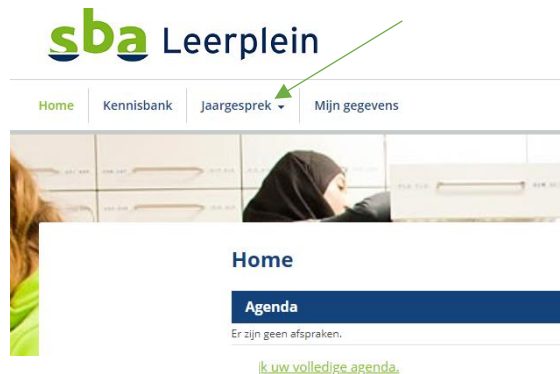 sba Leerplein
Home Kennisbank Jaargesprek Mijn gegevens
Home
Agenda
Er zijn geen afspraken.
k uw volledige agenda.